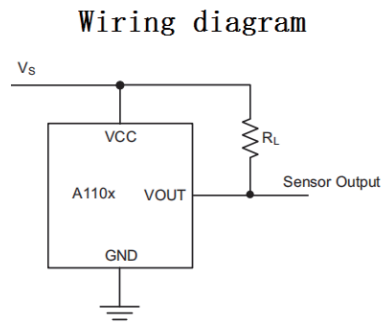 Wiring diagram
VS
VCC
RL
A110x VOUT
Sensor Output
GND